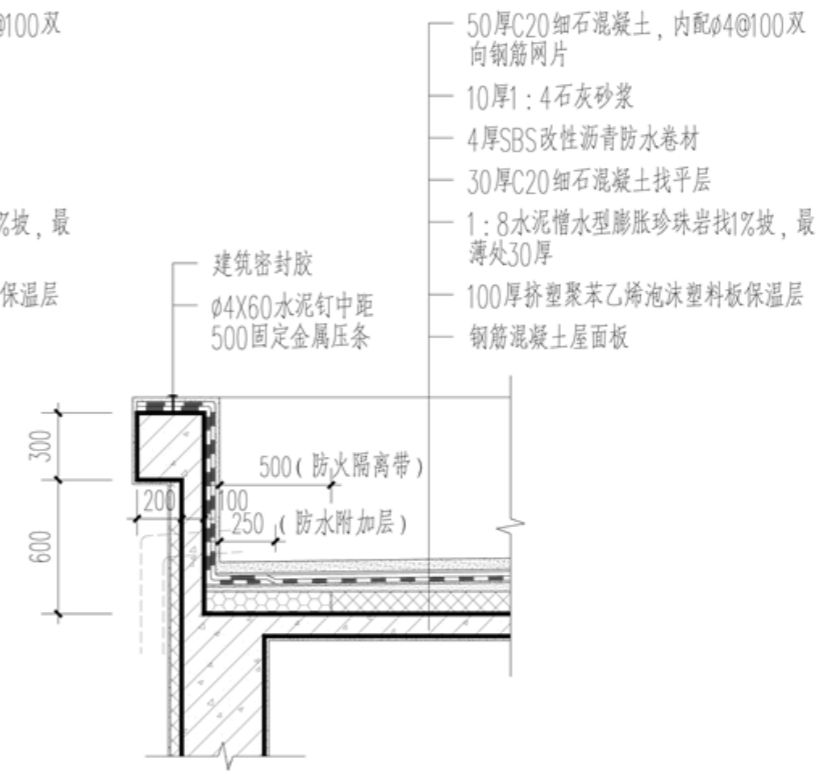 @100双
50厚C20细石混凝土，内配ø4@100双
向钢筋网片
10厚1：4石灰砂浆
4厚SBS改性沥青防水卷材
30厚C20细石混凝土找平层
%坡，最
1：8水泥憎水型膨胀珍珠岩找1%坡，最
薄处30厚
保温层
100厚挤塑聚苯乙烯泡沫塑料板保温层
钢筋混凝土屋面板
建筑密封胶
ø4X60水泥钉中距
500固定金属压条
300
600
500(防火隔离带)
200
100
250(防水附加层)